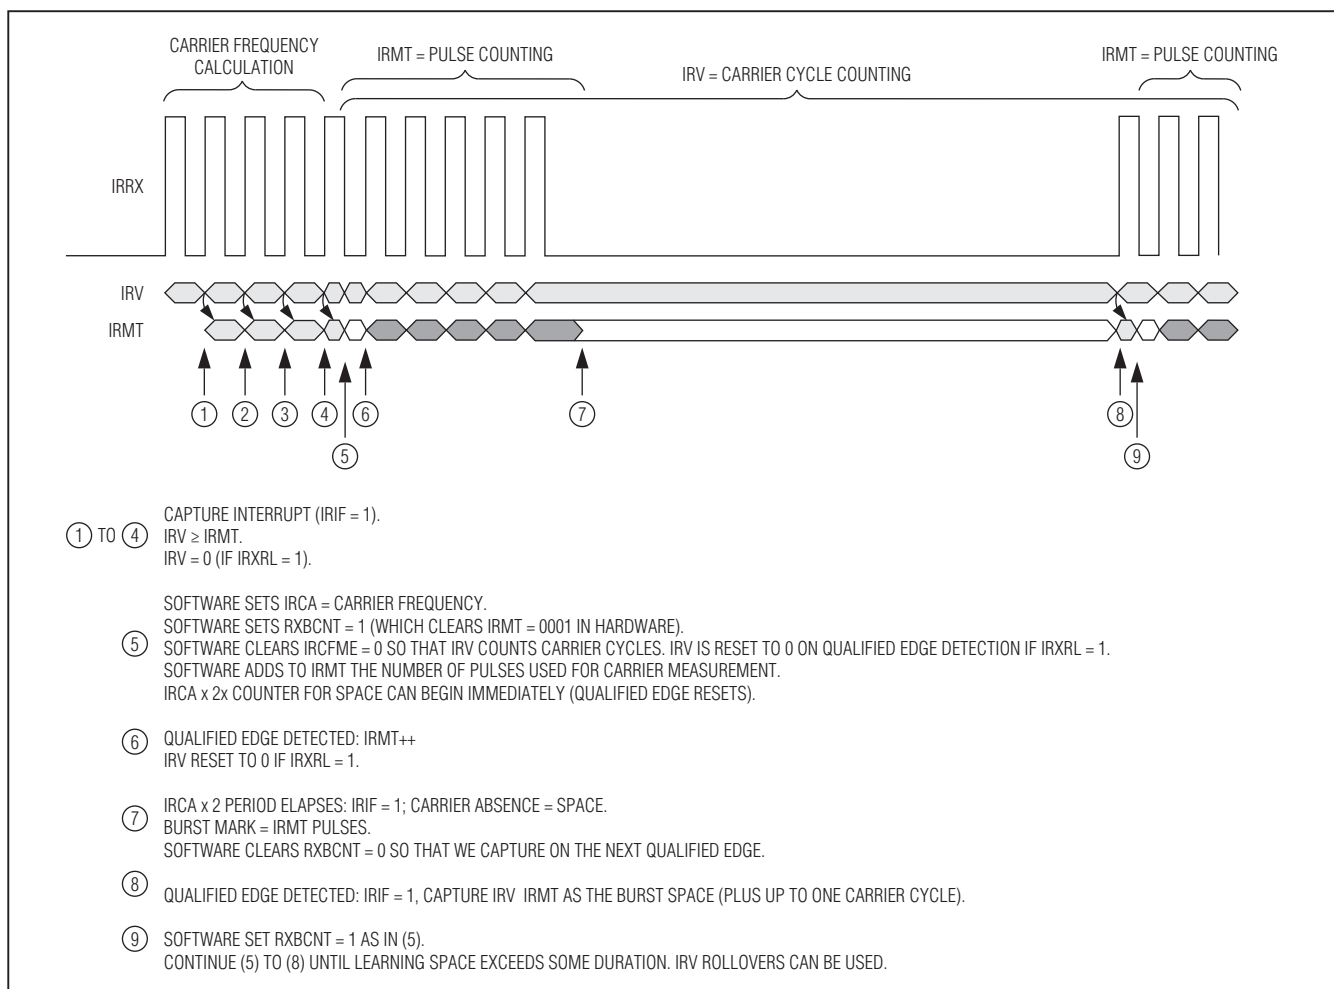 CARRIER FREQUENCY
CALCULATION
IRMT = PULSE COUNTING
IRV = CARRIER CYCLE COUNTING
IRMT = PULSE COUNTING
IRRX
IRV
IRMT
1
2
3
4
6
7
8
5
9
1 TO 4
CAPTURE INTERRUPT (IRIF = 1).
IRV ≥ IRMT.
IRV = 0 (IF IRXRL = 1).
5
SOFTWARE SETS IRCA = CARRIER FREQUENCY.
SOFTWARE SETS RXBCNT = 1 (WHICH CLEARS IRMT = 0001 IN HARDWARE).
SOFTWARE CLEARS IRCFME = 0 SO THAT IRV COUNTS CARRIER CYCLES. IRV IS RESET TO 0 ON QUALIFIED EDGE DETECTION IF IRXRL = 1.
SOFTWARE ADDS TO IRMT THE NUMBER OF PULSES USED FOR CARRIER MEASUREMENT.
IRCA x 2x COUNTER FOR SPACE CAN BEGIN IMMEDIATELY (QUALIFIED EDGE RESETS).
6
QUALIFIED EDGE DETECTED: IRMT++
IRV RESET TO 0 IF IRXRL = 1.
7
IRCA x 2 PERIOD ELAPSES: IRIF = 1; CARRIER ABSENCE = SPACE.
BURST MARK = IRMT PULSES.
SOFTWARE CLEARS RXBCNT = 0 SO THAT WE CAPTURE ON THE NEXT QUALIFIED EDGE.
8
QUALIFIED EDGE DETECTED: IRIF = 1, CAPTURE IRV  IRMT AS THE BURST SPACE (PLUS UP TO ONE CARRIER CYCLE).
9
SOFTWARE SET RXBCNT = 1 AS IN (5).
CONTINUE (5) TO (8) UNTIL LEARNING SPACE EXCEEDS SOME DURATION. IRV ROLLOVERS CAN BE USED.